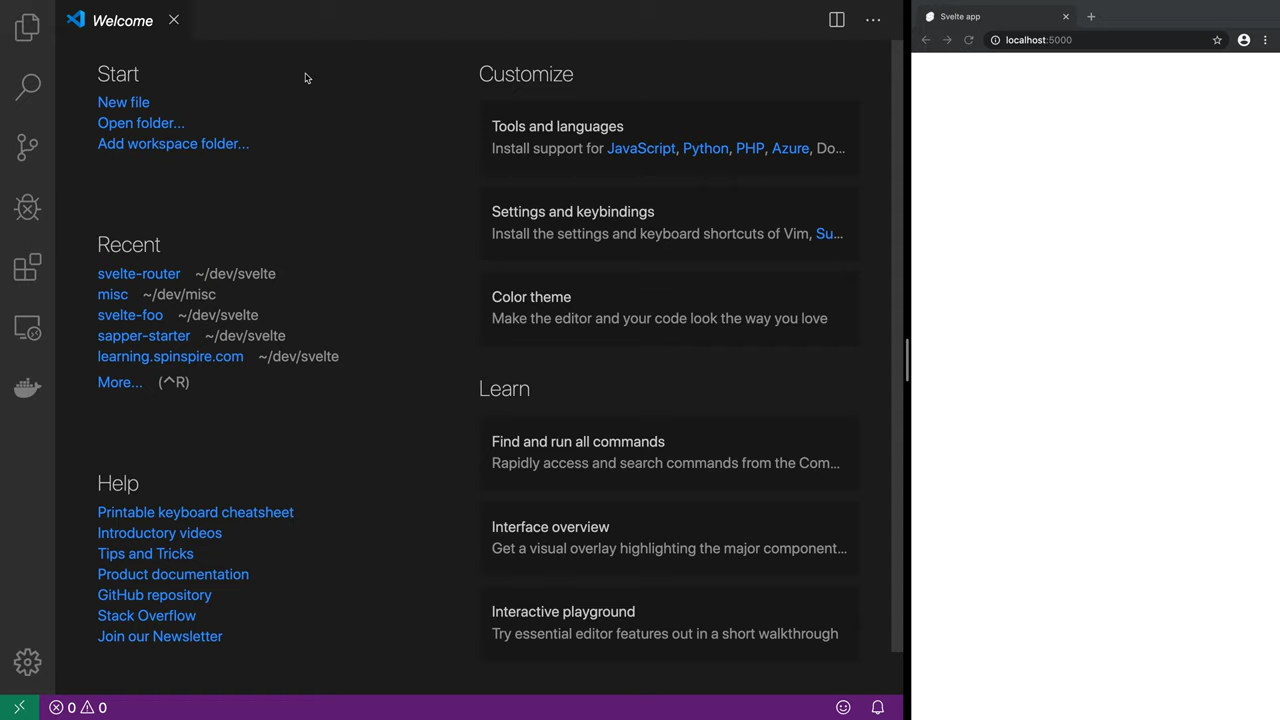 Welcome
Start
New file
Open folder...
Add workspace folder...
Recent
svelte-router ~/dev/svelte
misc ~/dev/misc
svelte-foo ~/dev/svelte
sapper-starter ~/dev/svelte
learning.spinspire.com ~/dev/svelte
More... (^R)
Help
Printable keyboard cheatsheet
Introductory videos
Tips and Tricks
Product documentation
GitHub repository
Stack Overflow
Join our Newsletter
Customize
Tools and languages
Install support for JavaScript, Python, PHP, Azure, Do...
Settings and keybindings
Install the settings and keyboard shortcuts of Vim, Su...
Color theme
Make the editor and your code look the way you love
Learn
Find and run all commands
Rapidly access and search commands from the Com...
Interface overview
Get a visual overlay highlighting the major component...
Interactive playground
Try essential editor features out in a short walkthrough
0 0
Svelte app
localhost:5000